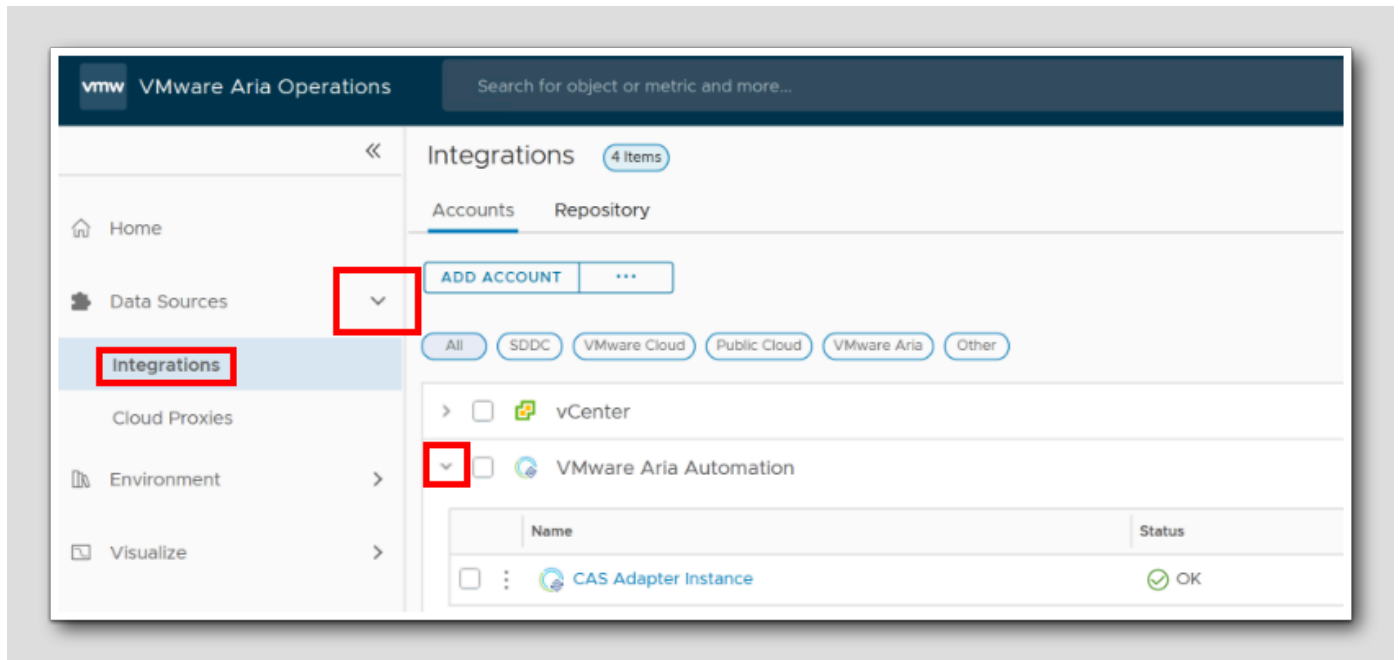 vmw VMware Aria Operations
Search for object or metric and more...
Integrations 4 Items
Accounts Repository
Home
ADD ACCOUNT ...
Data Sources
All SDDC VMware Cloud Public Cloud VMware Aria Other
Integrations
Cloud Proxies
vCenter
VMware Aria Automation
Environment
Name Status
Visualize
CAS Adapter Instance OK